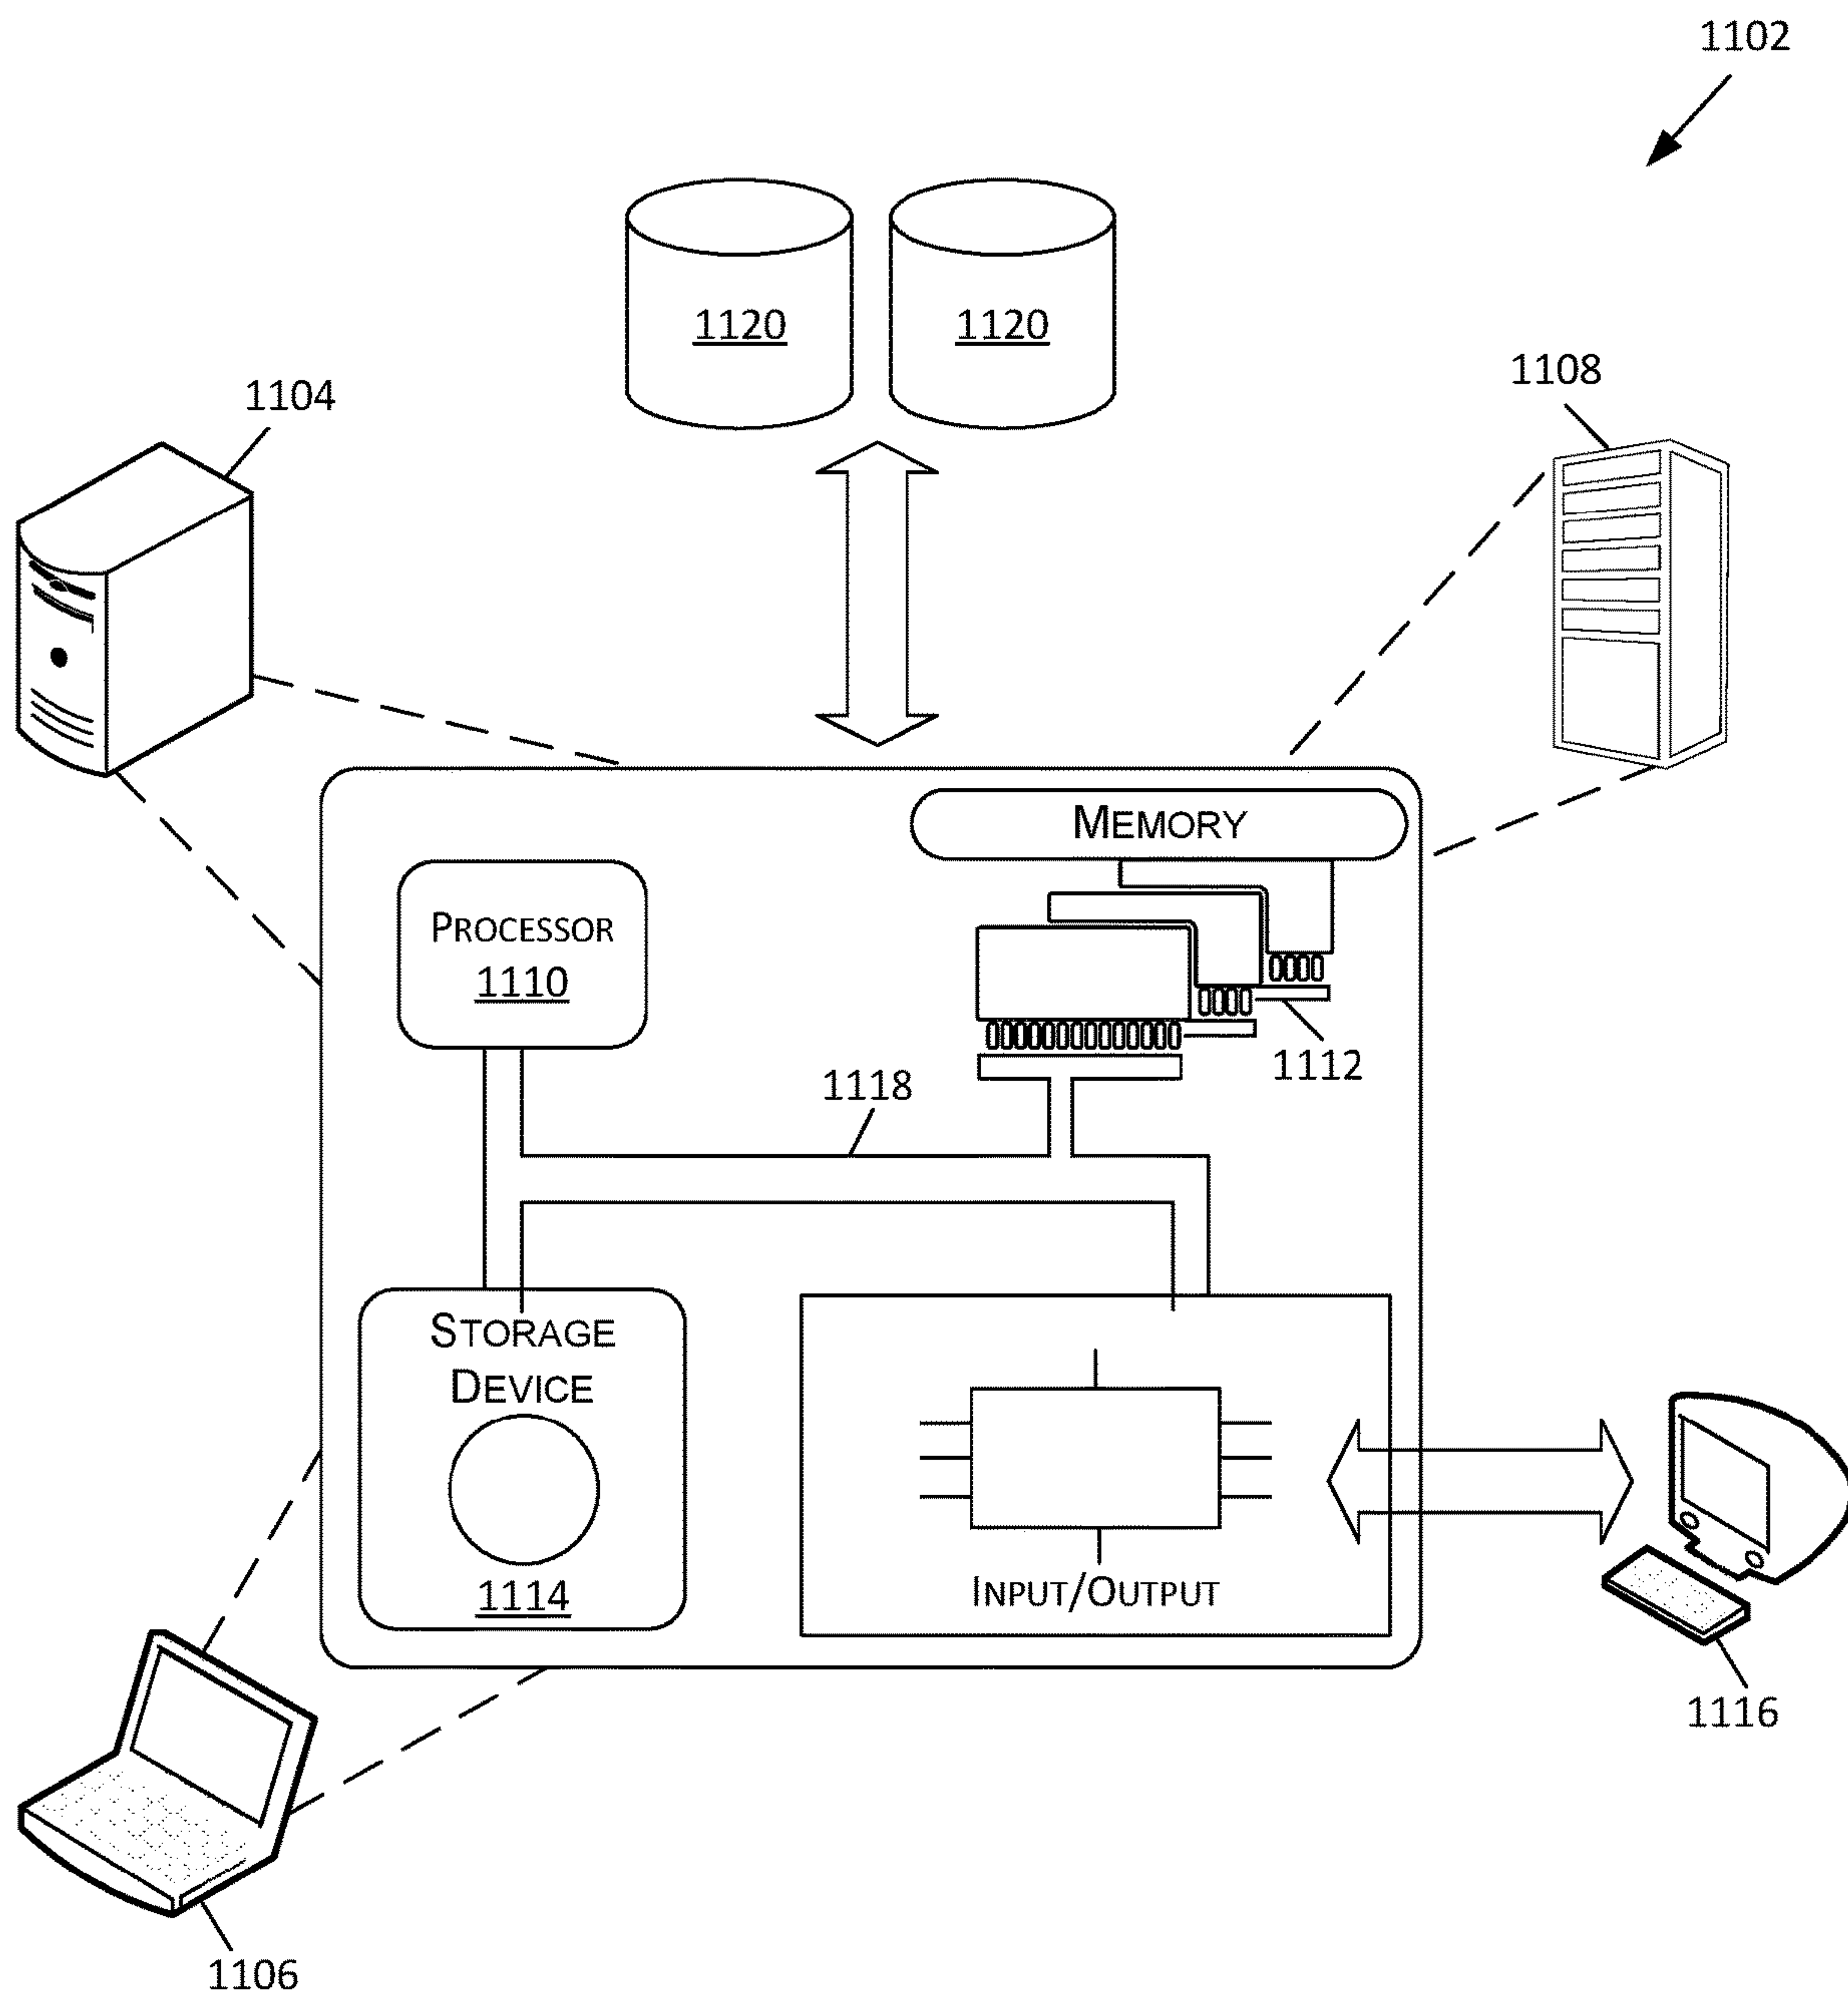 1102
1120
1120
1108
1104
MEMORY
PROCESSOR
1110
1112
1118
STORAGE
DEVICE
1114
INPUT/OUTPUT
1116
1106